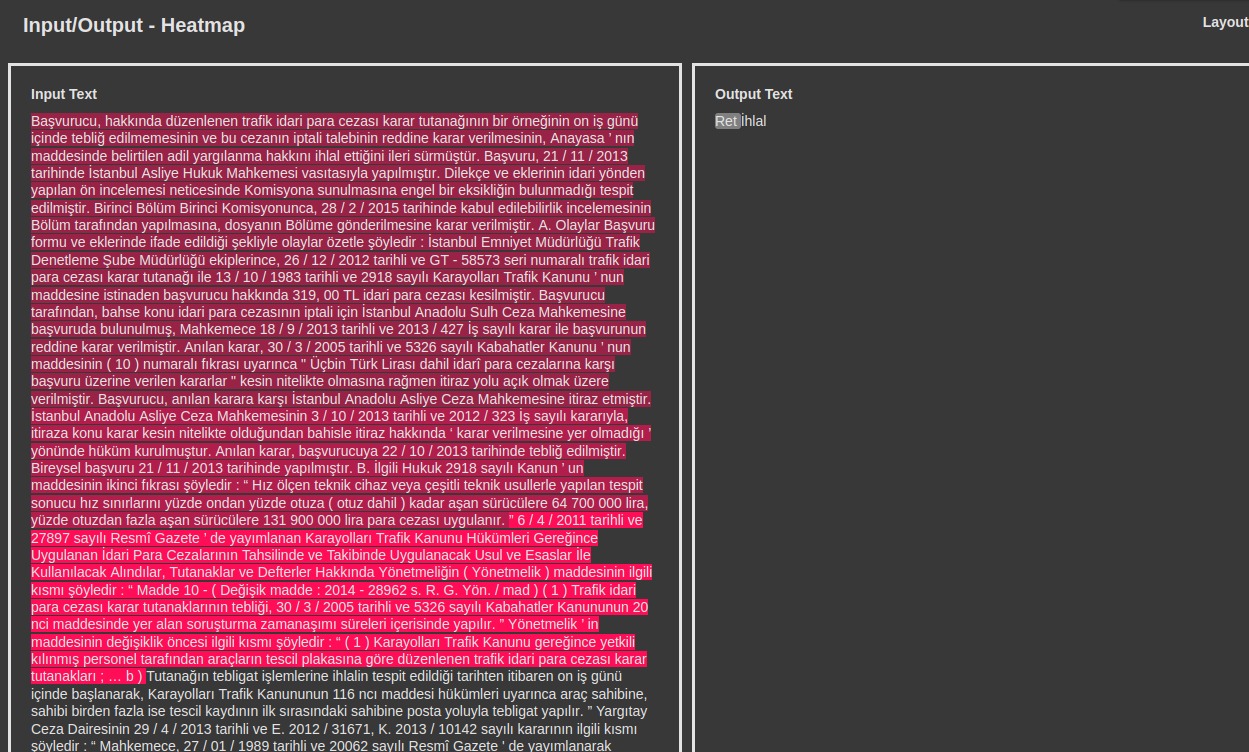 Input/Output - Heatmap
Layout
Input Text
Başvurucu, hakkında düzenlenen trafik idari para cezası karar tutanağının bir örneğinin on iş günü
içinde tebliğ edilmemesinin ve bu cezanın iptali talebinin reddine karar verilmesinin, Anayasa ’ nın
maddesinde belirtilen adil yargılanma hakkını ihlal ettiğini ileri sürmüştür. Başvuru, 21 / 11 / 2013
tarihinde İstanbul Asliye Hukuk Mahkemesi vasıtasıyla yapılmıştır. Dilekçe ve eklerinin idari yönden
yapılan ön incelemesi neticesinde Komisyona sunulmasına engel bir eksikliğin bulunmadığı tespit
edilmiştir. Birinci Bölüm Birinci Komisyonunca, 28 / 2 / 2015 tarihinde kabul edilebilirlik incelemesinin
Bölüm tarafından yapılmasına, dosyanın Bölüme gönderilmesine karar verilmiştir. A. Olaylar Başvuru
formu ve eklerinde ifade edildiği şekliyle olaylar özetle şöyledir : İstanbul Emniyet Müdürlüğü Trafik
Denetleme Şube Müdürlüğü ekiplerince, 26 / 12 / 2012 tarihli ve GT - 58573 seri numaralı trafik idari
para cezası karar tutanağı ile 13 / 10 / 1983 tarihli ve 2918 sayılı Karayolları Trafik Kanunu ’ nun
maddesine istinaden başvurucu hakkında 319, 00 TL idari para cezası kesilmiştir. Başvurucu
tarafından, bahse konu idari para cezasının iptali için İstanbul Anadolu Sulh Ceza Mahkemesine
başvuruda bulunulmuş, Mahkemece 18 / 9 / 2013 tarihli ve 2013 / 427 İş sayılı karar ile başvurunun
reddine karar verilmiştir. Anılan karar, 30 / 3 / 2005 tarihli ve 5326 sayılı Kabahatler Kanunu ’ nun
maddesinin ( 10 ) numaralı fıkrası uyarınca " Üçbin Türk Lirası dahil idarî para cezalarına karşı
başvuru üzerine verilen kararlar " kesin nitelikte olmasına rağmen itiraz yolu açık olmak üzere
verilmiştir. Başvurucu, anılan karara karşı İstanbul Anadolu Asliye Ceza Mahkemesine itiraz etmiştir.
İstanbul Anadolu Asliye Ceza Mahkemesinin 3 / 10 / 2013 tarihli ve 2012 / 323 İş sayılı kararıyla,
itiraza konu karar kesin nitelikte olduğundan bahisle itiraz hakkında ‘ karar verilmesine yer olmadığı ’
yönünde hüküm kurulmuştur. Anılan karar, başvurucuya 22 / 10 / 2013 tarihinde tebliğ edilmiştir.
Bireysel başvuru 21 / 11 / 2013 tarihinde yapılmıştır. B. İlgili Hukuk 2918 sayılı Kanun ’ un
maddesinin ikinci fıkrası şöyledir : “ Hız ölçen teknik cihaz veya çeşitli teknik usullerle yapılan tespit
sonucu hız sınırlarını yüzde ondan yüzde otuza ( otuz dahil ) kadar aşan sürücülere 64 700 000 lira,
yüzde otuzdan fazla aşan sürücülere 131 900 000 lira para cezası uygulanır. ” 6 / 4 / 2011 tarihli ve
27897 sayılı Resmî Gazete ’ de yayımlanan Karayolları Trafik Kanunu Hükümleri Gereğince
Uygulanan İdari Para Cezalarının Tahsilinde ve Takibinde Uygulanacak Usul ve Esaslar İle
Kullanılacak Alındılar, Tutanaklar ve Defterler Hakkında Yönetmeliğin ( Yönetmelik ) maddesinin ilgili
kısmı şöyledir : “ Madde 10 - ( Değişik madde : 2014 - 28962 s. R. G. Yön. / mad ) ( 1 ) Trafik idari
para cezası karar tutanaklarının tebliği, 30 / 3 / 2005 tarihli ve 5326 sayılı Kabahatler Kanununun 20
nci maddesinde yer alan soruşturma zamanaşımı süreleri içerisinde yapılır. ” Yönetmelik ’ in
maddesinin değişiklik öncesi ilgili kısmı şöyledir : “ ( 1 ) Karayolları Trafik Kanunu gereğince yetkili
kılınmış personel tarafından araçların tescil plakasına göre düzenlenen trafik idari para cezası karar
tutanakları ; … b ) Tutanağın tebligat işlemlerine ihlalin tespit edildiği tarihten itibaren on iş günü
içinde başlanarak, Karayolları Trafik Kanununun 116 ncı maddesi hükümleri uyarınca araç sahibine,
sahibi birden fazla ise tescil kaydının ilk sırasındaki sahibine posta yoluyla tebligat yapılır. ” Yargıtay
Ceza Dairesinin 29 / 4 / 2013 tarihli ve E. 2012 / 31671, K. 2013 / 10142 sayılı kararının ilgili kısmı
şöyledir : “ Mahkemece, 27 / 01 / 1989 tarihli ve 20062 sayılı Resmî Gazete ’ de yayımlanarak
Output Text
Ret İhlal